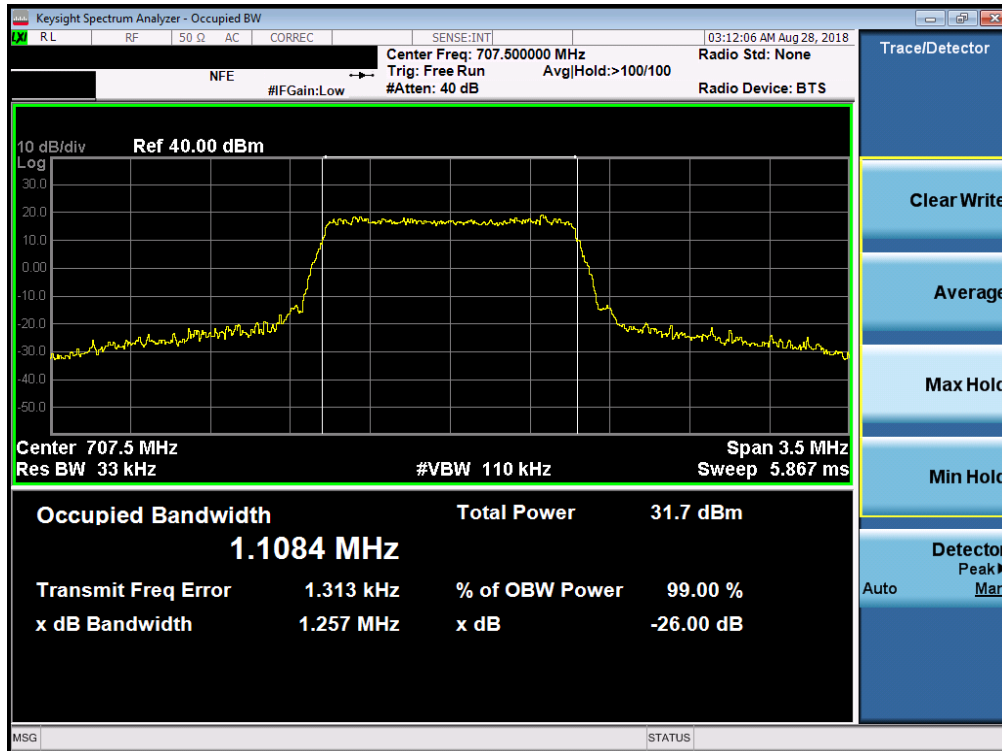 Keysight Spectrum Analyzer - Occupied BW
LXI RL RF 50 Ω AC CORREC SENSE:INT 03:12:06 AM Aug 28, 2018
Center Freq: 707.500000 MHz Radio Std: None
NFE Trig: Free Run Avg|Hold:>100/100
#IFGain:Low #Atten: 40 dB Radio Device: BTS
Trace/Detector
10 dB/div Ref 40.00 dBm
Log
30.0
20.0
10.0
0.00
-10.0
-20.0
-30.0
-40.0
-50.0
Center 707.5 MHz Span 3.5 MHz
Res BW 33 kHz #VBW 110 kHz Sweep 5.867 ms
Occupied Bandwidth Total Power 31.7 dBm
1.1084 MHz
Transmit Freq Error 1.313 kHz % of OBW Power 99.00 %
x dB Bandwidth 1.257 MHz x dB -26.00 dB
Clear Write
Average
Max Hold
Min Hold
Detector
Peak
Auto Man
MSG STATUS